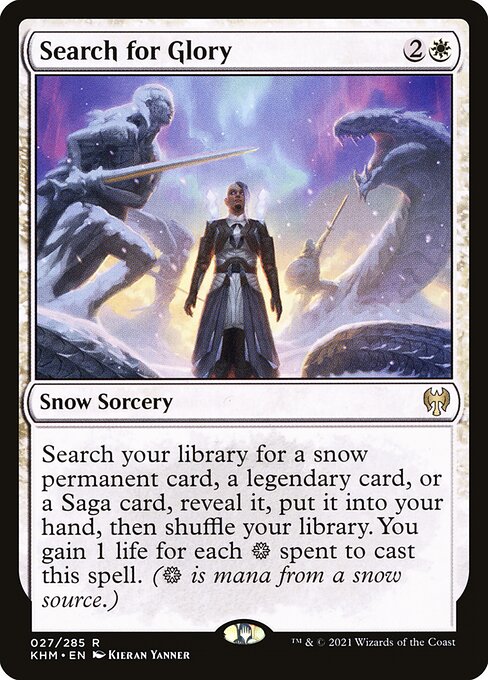 Search for Glory 2
Snow Sorcery
Search your library for a snow
permanent card, a legendary card, or
a Saga card, reveal it, put it into your
hand, then shuffle your library. You
gain 1 life for each spent to cast
this spell. ( is mana from a snow
source.)
027/285 R
KHM • EN Kieran Yanner
™ & © 2021 Wizards of the Coast